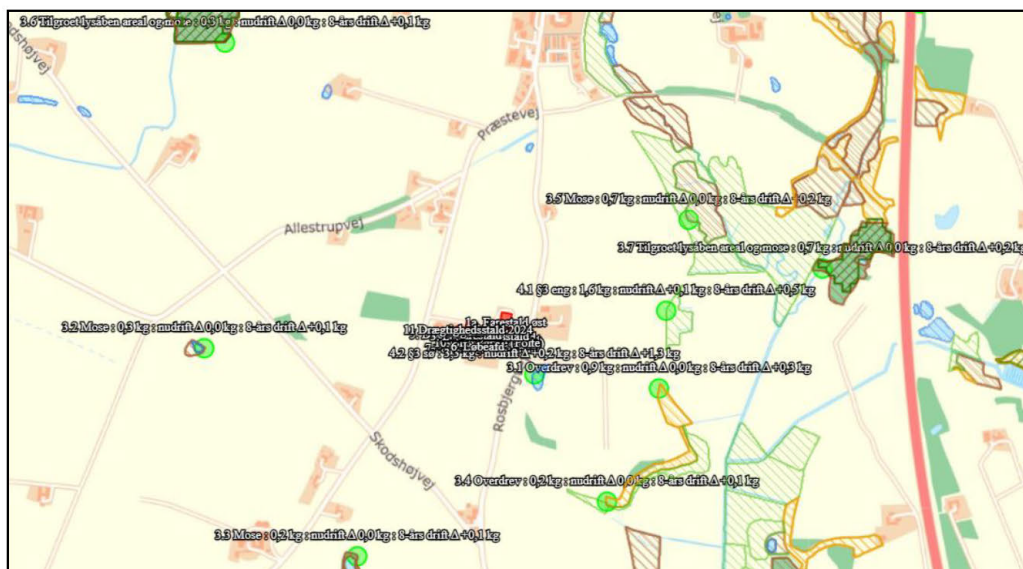 3.6 Tilgroet lysåben areal og mose : 0,3 kg : nudrift Δ 0,0 kg : 8-års drift Δ +0,1 kg
Præstevej
Allestrupvej
3.5 Mose : 0,7 kg : nudrift Δ 0,0 kg : 8-års drift Δ +0,2 kg
3.7 Tilgroet lysåben areal og mose : 0,7 kg : nudrift Δ 0,0 kg : 8-års drift Δ +0,2 kg
4.1 §3 eng : 1,6 kg : nudrift Δ +0,1 kg : 8-års drift Δ +0,5 kg
3.2 Mose : 0,3 kg : nudrift Δ 0,0 kg : 8-års drift Δ +0,1 kg
1a Farestald øst
11 Drægtighedsstald 2024
6 Løbeafd
4.2 §3 sø : 3,3 kg : nudrift Δ +0,2 kg : 8-års drift Δ +1,3 kg
3.1 Overdrev : 0,9 kg : nudrift Δ 0,0 kg : 8-års drift Δ +0,3 kg
Skodshøjvej
3.4 Overdrev : 0,2 kg : nudrift Δ 0,0 kg : 8-års drift Δ +0,1 kg
3.3 Mose : 0,2 kg : nudrift Δ 0,0 kg : 8-års drift Δ +0,1 kg